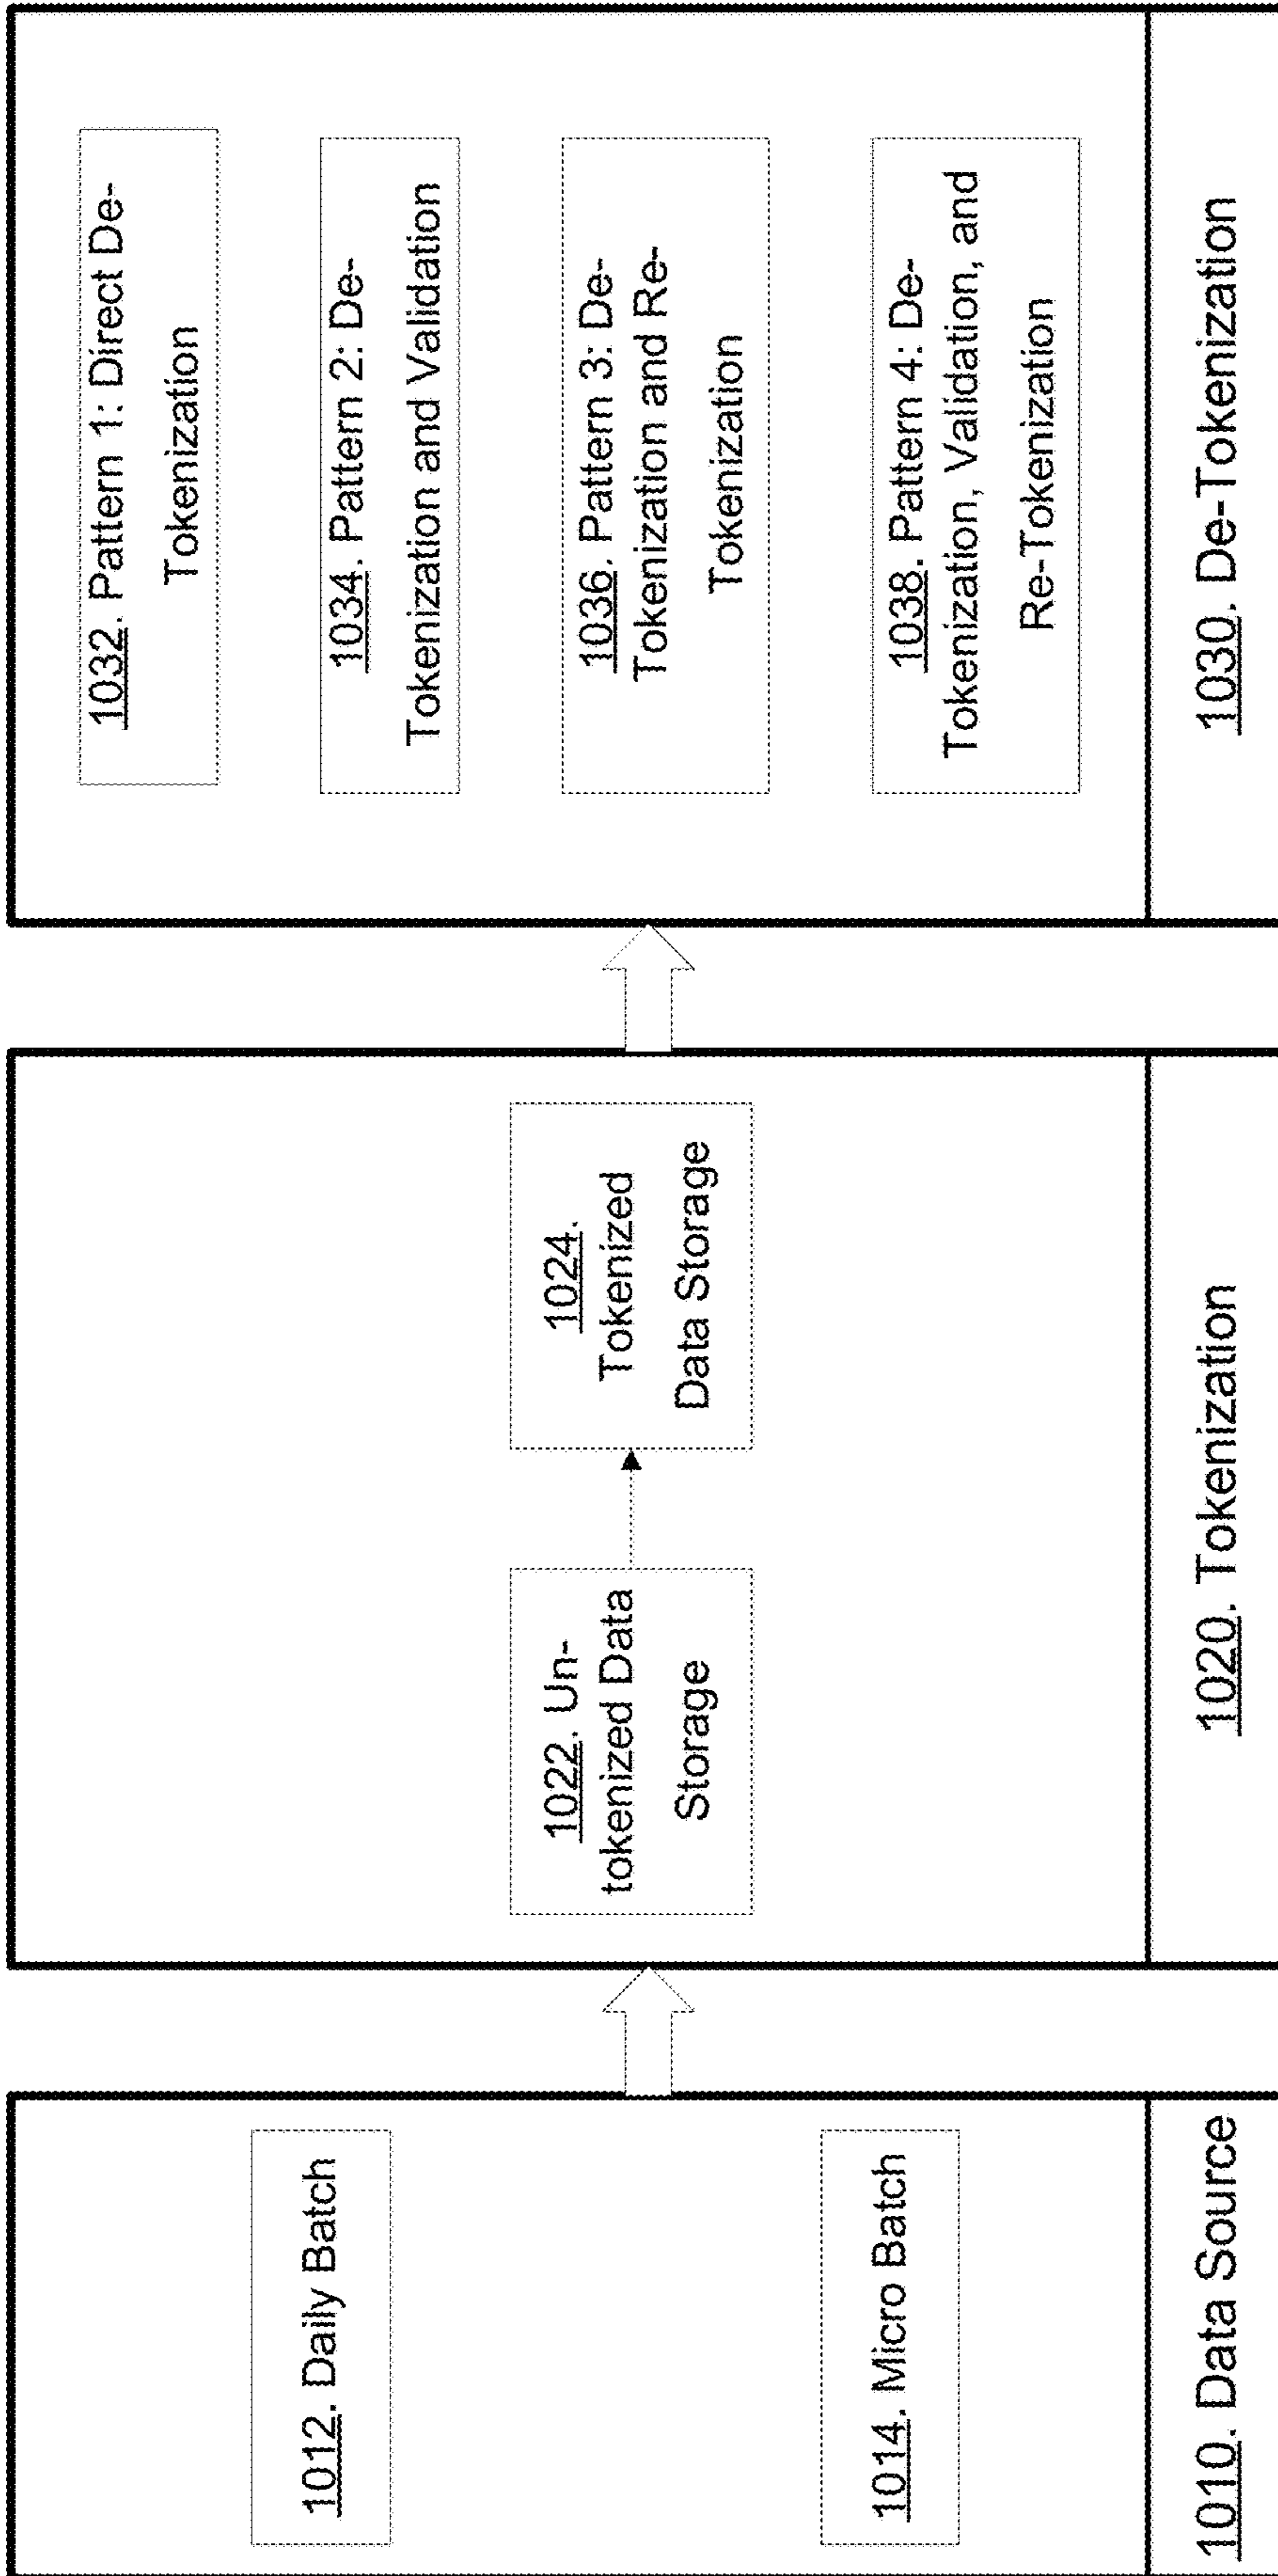 1012. Daily Batch
1014. Micro Batch
1010. Data Source
1022. Un-
tokenized Data
Storage
1024.
Tokenized
Data Storage
1020. Tokenization
1032. Pattern 1: Direct De-
Tokenization
1034. Pattern 2: De-
Tokenization and Validation
1036. Pattern 3: De-
Tokenization and Re-
Tokenization
1038. Pattern 4: De-
Tokenization, Validation, and
Re-Tokenization
1030. De-Tokenization